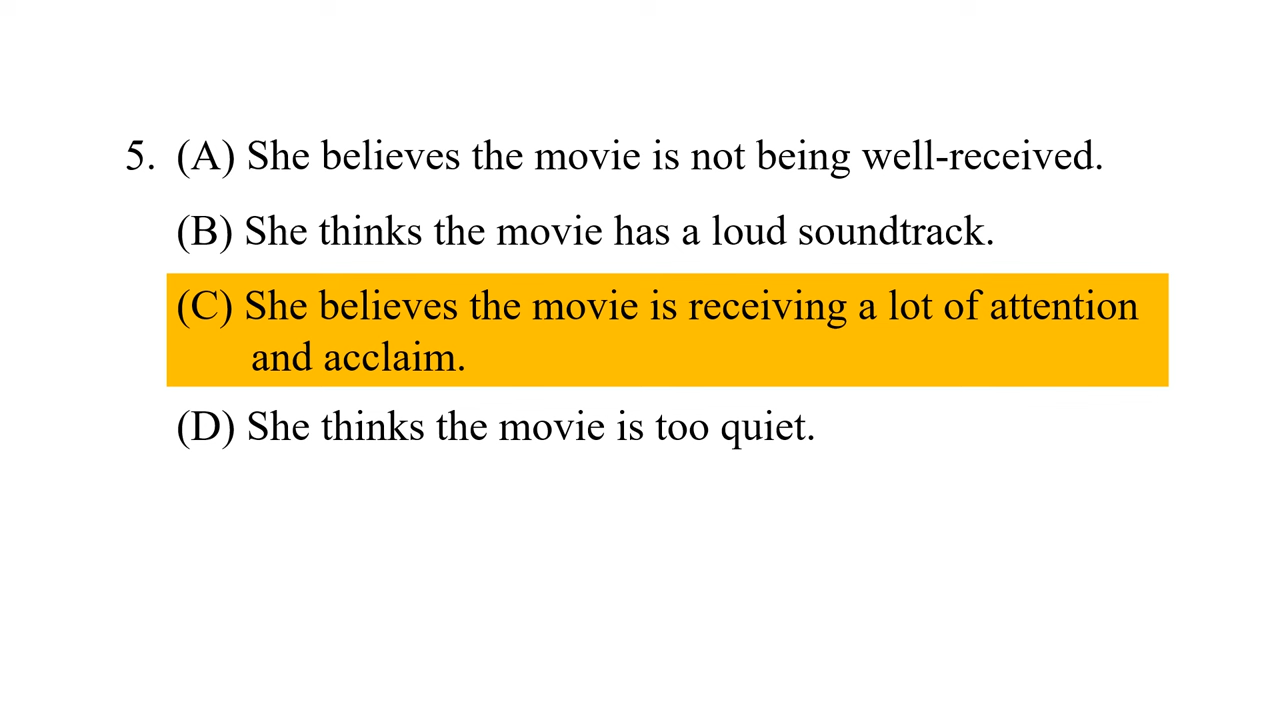 5. (A) She believes the movie is not being well-received.
(B) She thinks the movie has a loud soundtrack.
(C) She believes the movie is receiving a lot of attention
and acclaim.
(D) She thinks the movie is too quiet.